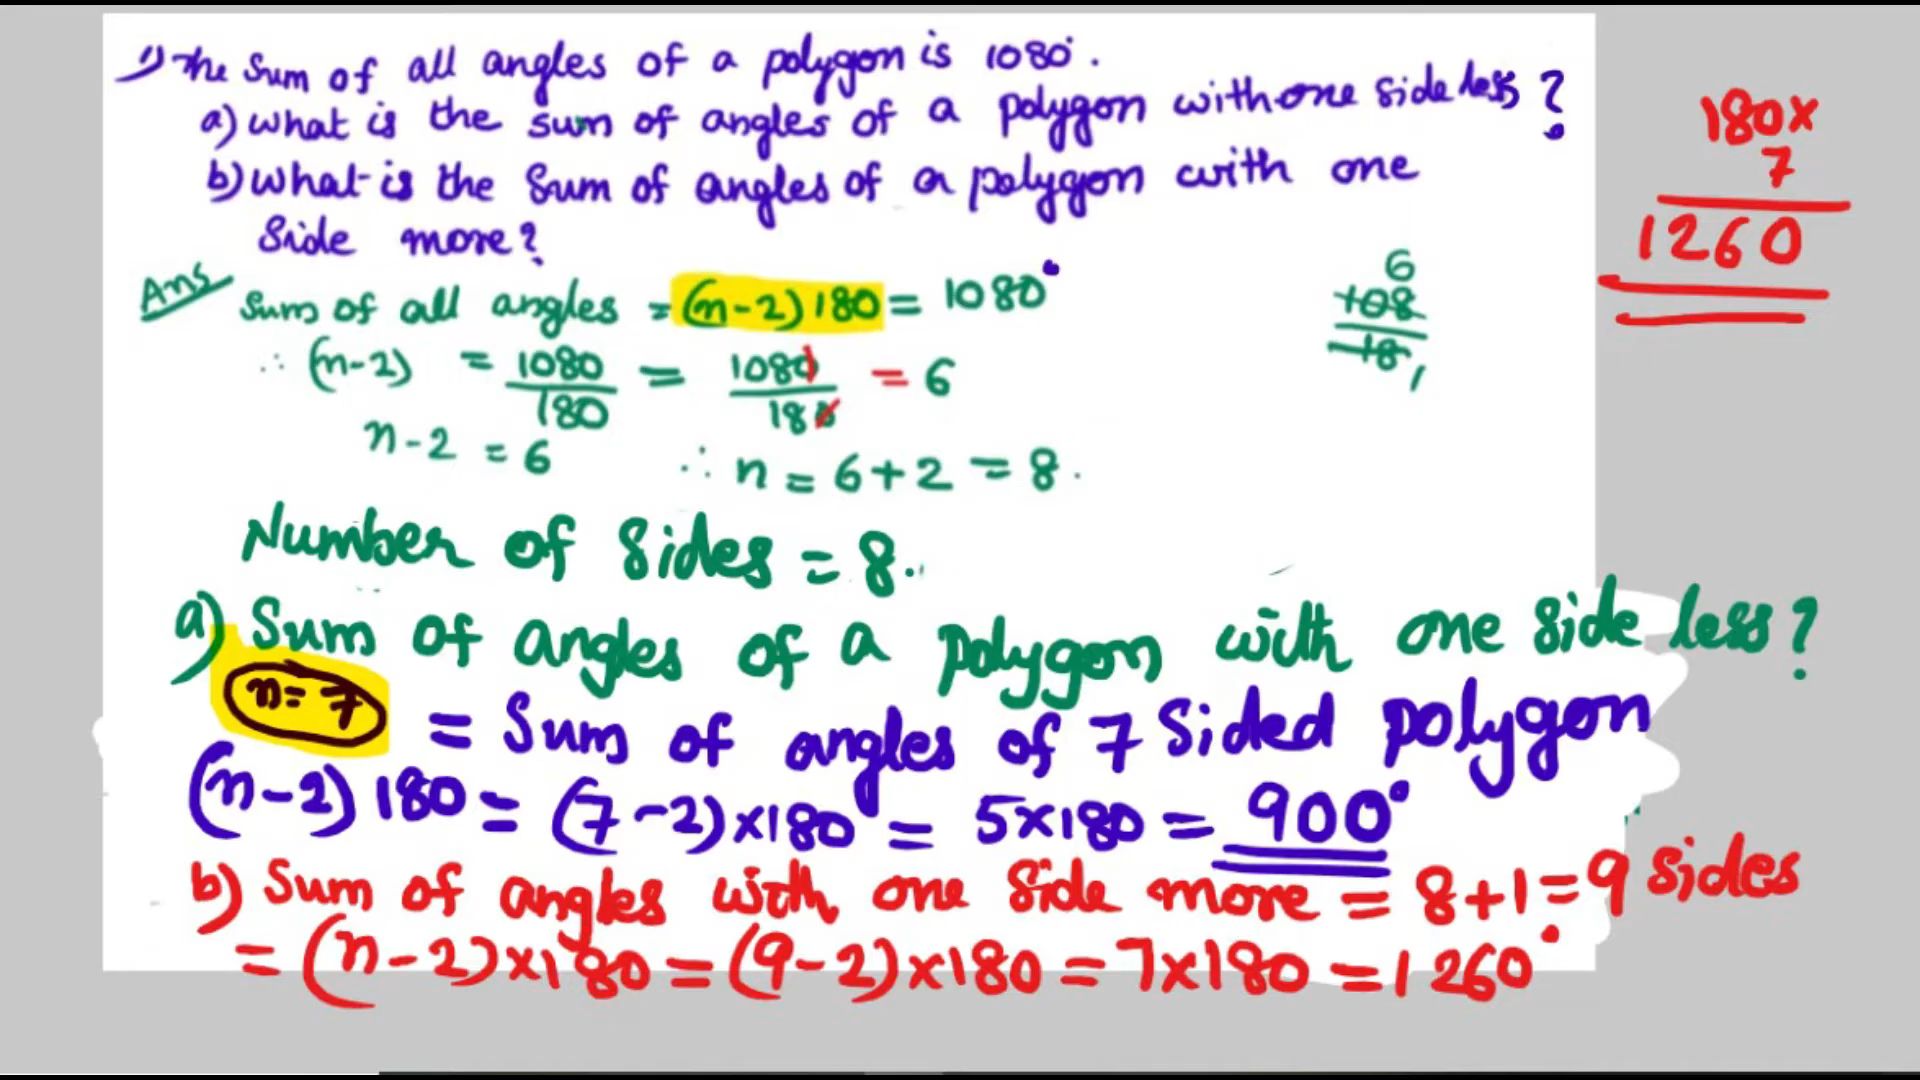 1) The Sum of all angles of a polygon is 1080°.
a) what is the sum of angles of a polygon with one side less ?
b) what is the Sum of angles of a polygon with one
Side more?
Ans
Sum of all angles = (n-2) 180 = 1080°
∴ (n-2) = 1080/180 = 1080/180 = 6
n-2 = 6 ∴ n = 6+2 = 8.
Number of Sides = 8.
a) Sum of angles of a polygon with one side less?
n=7
= Sum of angles of 7 Sided polygon
(n-2) 180 = (7-2)×180 = 5×180 = 900°
b) Sum of angles with one side more = 8+1 = 9 sides
= (n-2)×180 = (9-2)×180 = 7×180 = 1260°
6
108
18
1
180×
7
1260